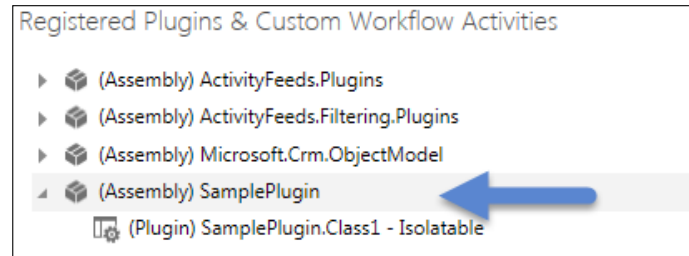 Registered Plugins & Custom Workflow Activities
(Assembly) ActivityFeeds.Plugins
(Assembly) ActivityFeeds.Filtering.Plugins
(Assembly) Microsoft.Crm.ObjectModel
(Assembly) SamplePlugin
(Plugin) SamplePlugin.Class1 - Isolatable